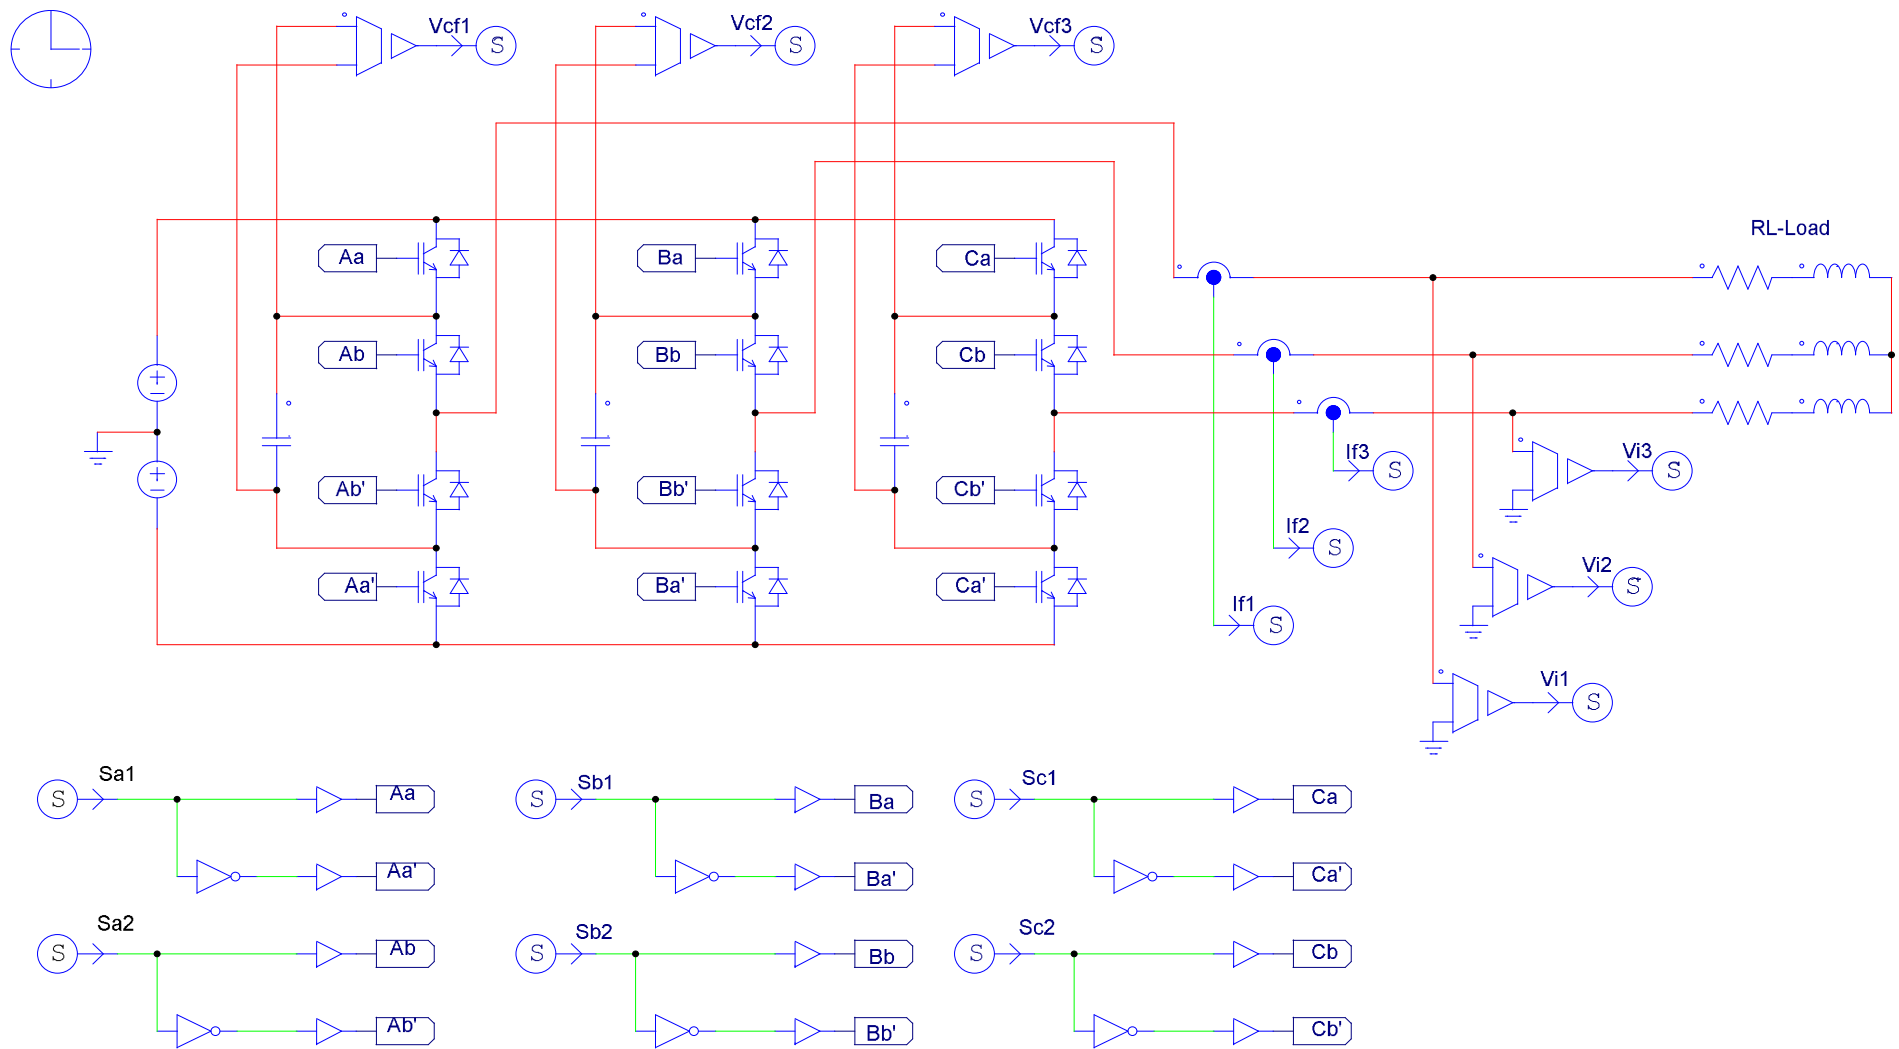 Vcf1
S
Vcf2
S
Vcf3
S
RL-Load
Aa
Ba
Ca
Ab
Bb
Cb
Ab'
Bb'
Cb'
If3
S
Vi3
S
If2
S
Aa'
Ba'
Ca'
Vi2
S
If1
S
Vi1
S
Sa1
S
Aa
Aa'
Sa2
S
Ab
Ab'
Sb1
S
Ba
Ba'
Sb2
S
Bb
Bb'
Sc1
S
Ca
Ca'
Sc2
S
Cb
Cb'